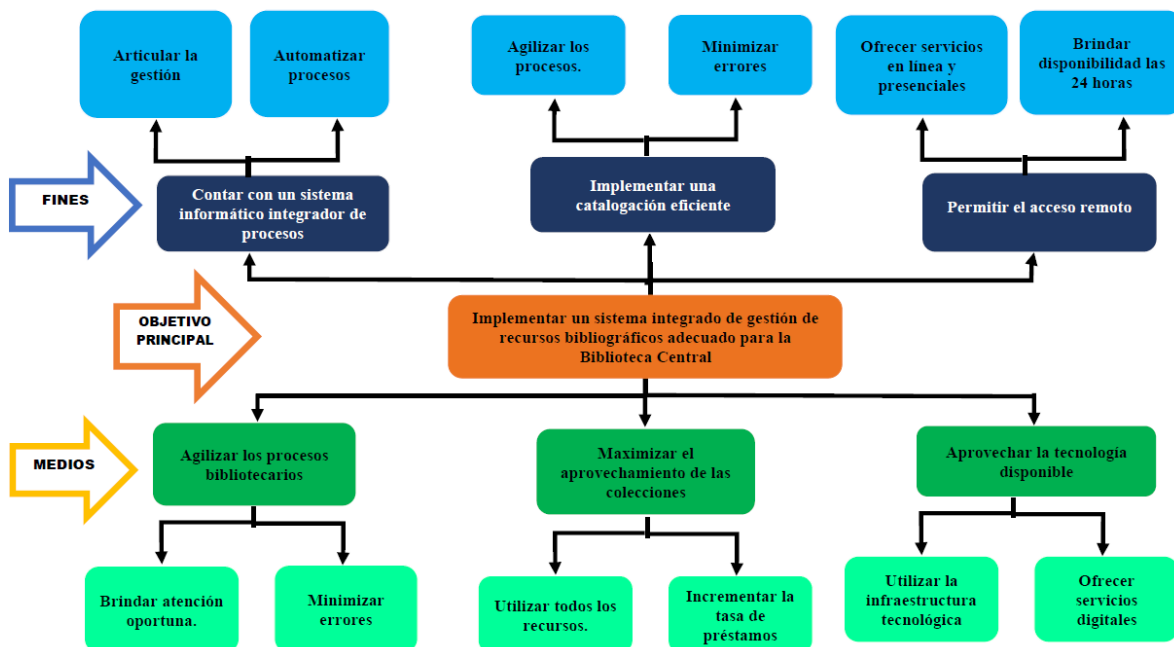 Articular la
gestión
Automatizar
procesos
Agilizar los
procesos.
Minimizar
errores
Ofrecer servicios
en línea y
presenciales
Brindar
disponibilidad las
24 horas
FINES
Contar con un sistema
informático integrador de
procesos
Implementar una
catalogación eficiente
Permitir el acceso remoto
OBJETIVO
PRINCIPAL
Implementar un sistema integrado de gestión de
recursos bibliográficos adecuado para la
Biblioteca Central
MEDIOS
Agilizar los procesos
bibliotecarios
Maximizar el
aprovechamiento de las
colecciones
Aprovechar la tecnología
disponible
Brindar atención
oportuna.
Minimizar
errores
Utilizar todos los
recursos.
Incrementar la
tasa de
préstamos
Utilizar la
infraestructura
tecnológica
Ofrecer
servicios
digitales